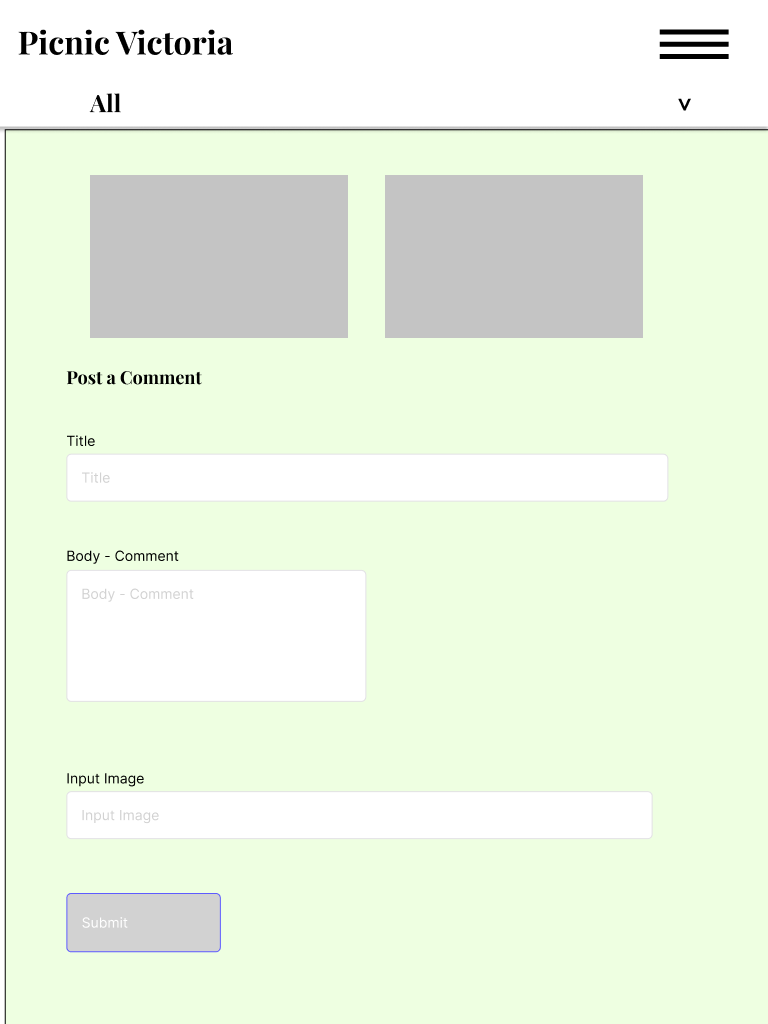 Picnic Victoria
All
v
Post a Comment
Title
Title
Body - Comment
Body - Comment
Input Image
Input Image
Submit